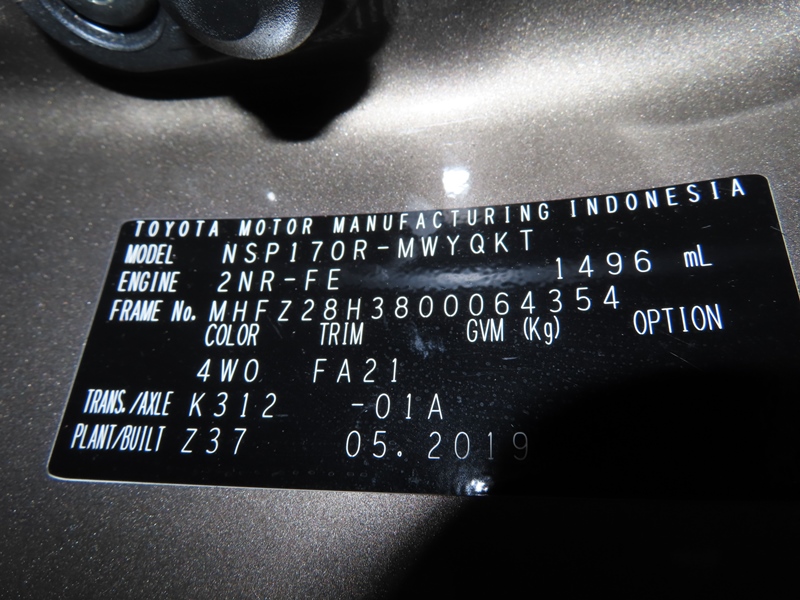 TOYOTA MOTOR MANUFACTURING INDONESIA
MODEL NSP170R-MWYQKT
ENGINE 2NR-FE 1496 mL
FRAME No. MHFZ28H3800064354
COLOR TRIM GVM (Kg) OPTION
4W0 FA21
TRANS./AXLE K312 -01A
PLANT/BUILT Z37 05.2019